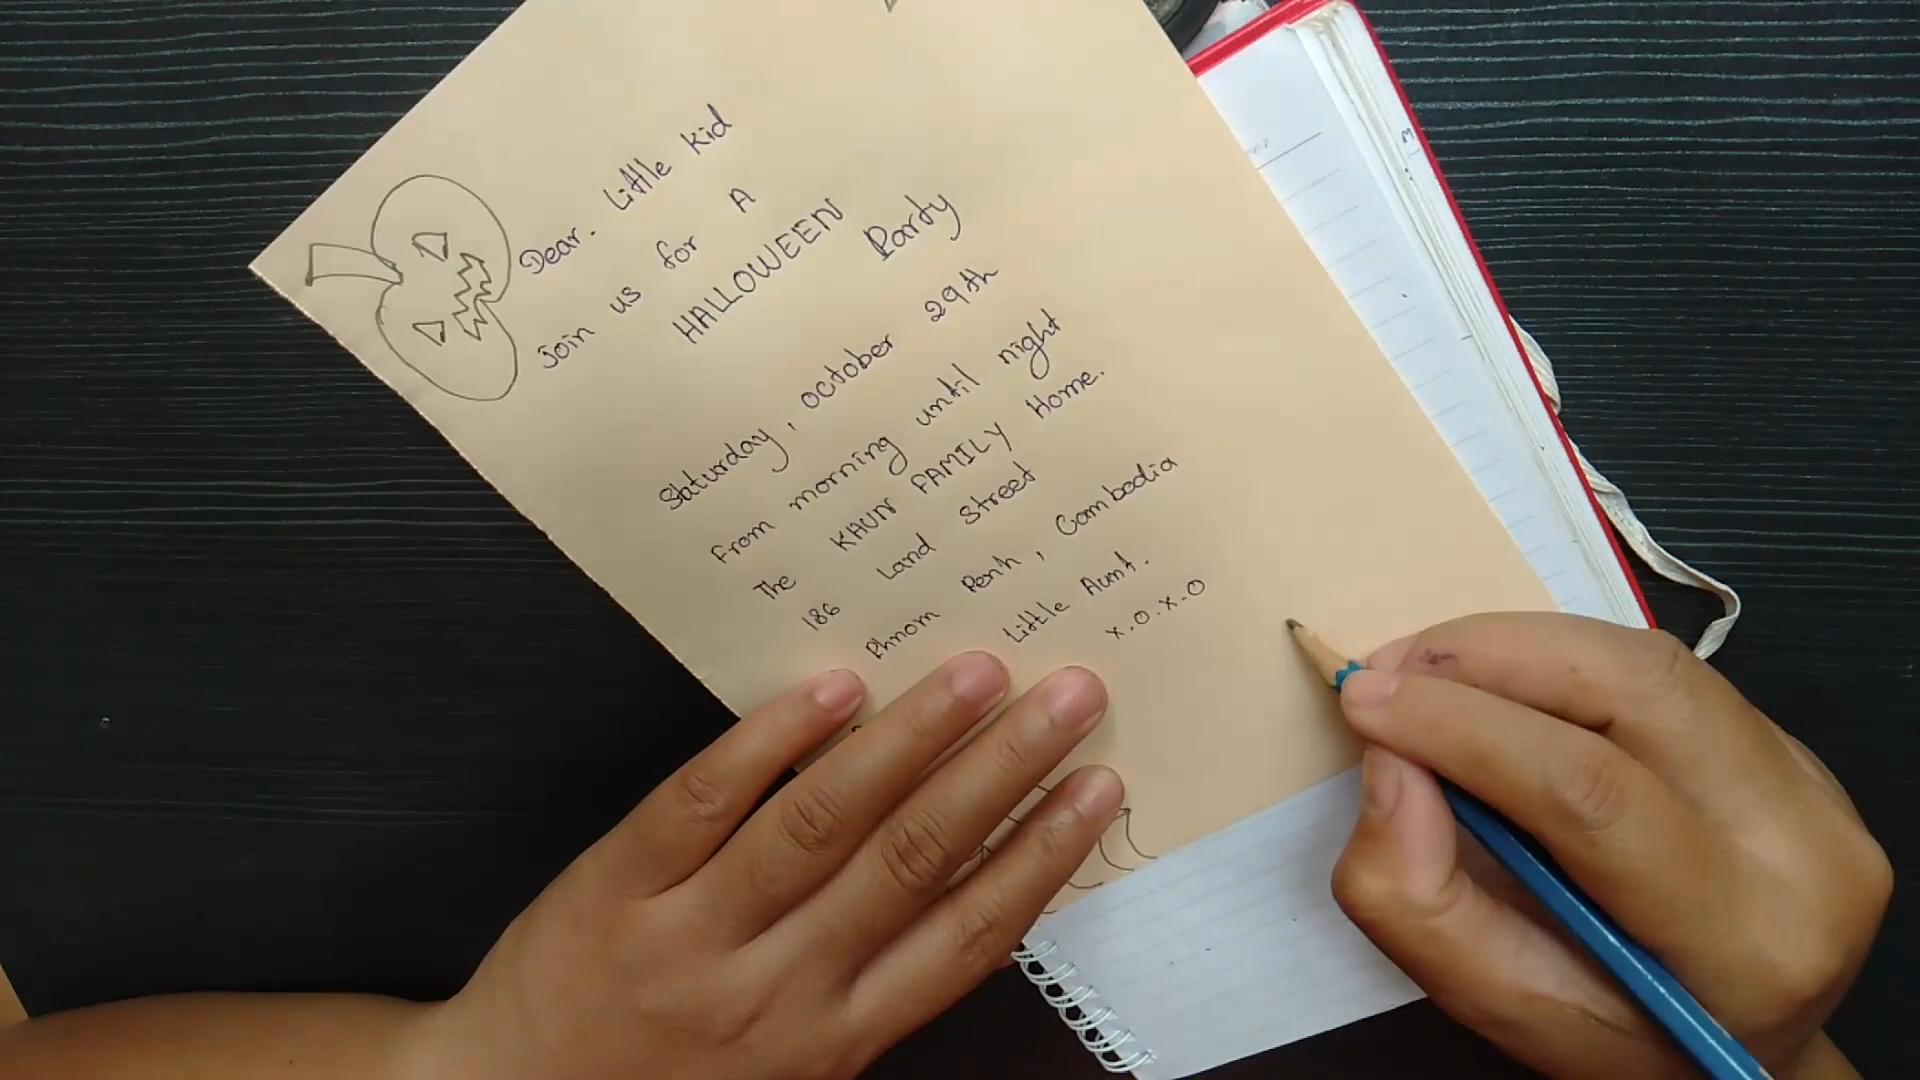 Dear. Little kid
Join us for A
HALLOWEEN Party
Saturday, October 29th
From morning until night
The KHUN FAMILY Home.
186 Land Street
Phnom Penh, Cambodia
Little Aunt.
x.o.x.o